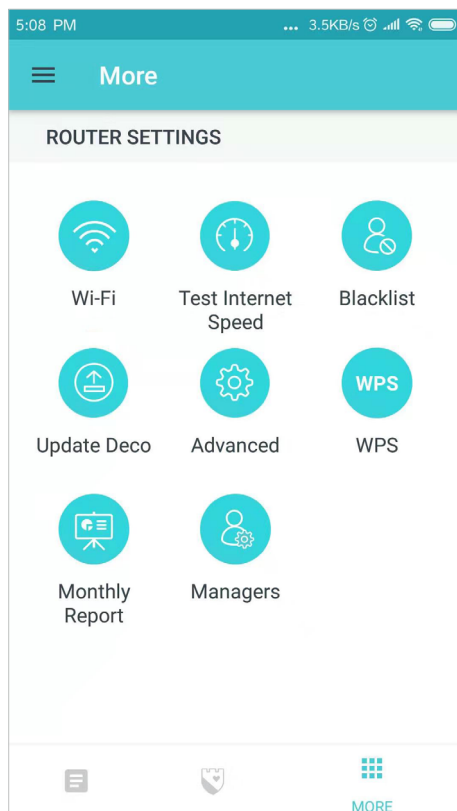 5:08 PM
... 3.5KB/s
More
ROUTER SETTINGS
Wi-Fi
Test Internet
Speed
Blacklist
Update Deco
Advanced
WPS
WPS
Monthly
Report
Managers
MORE